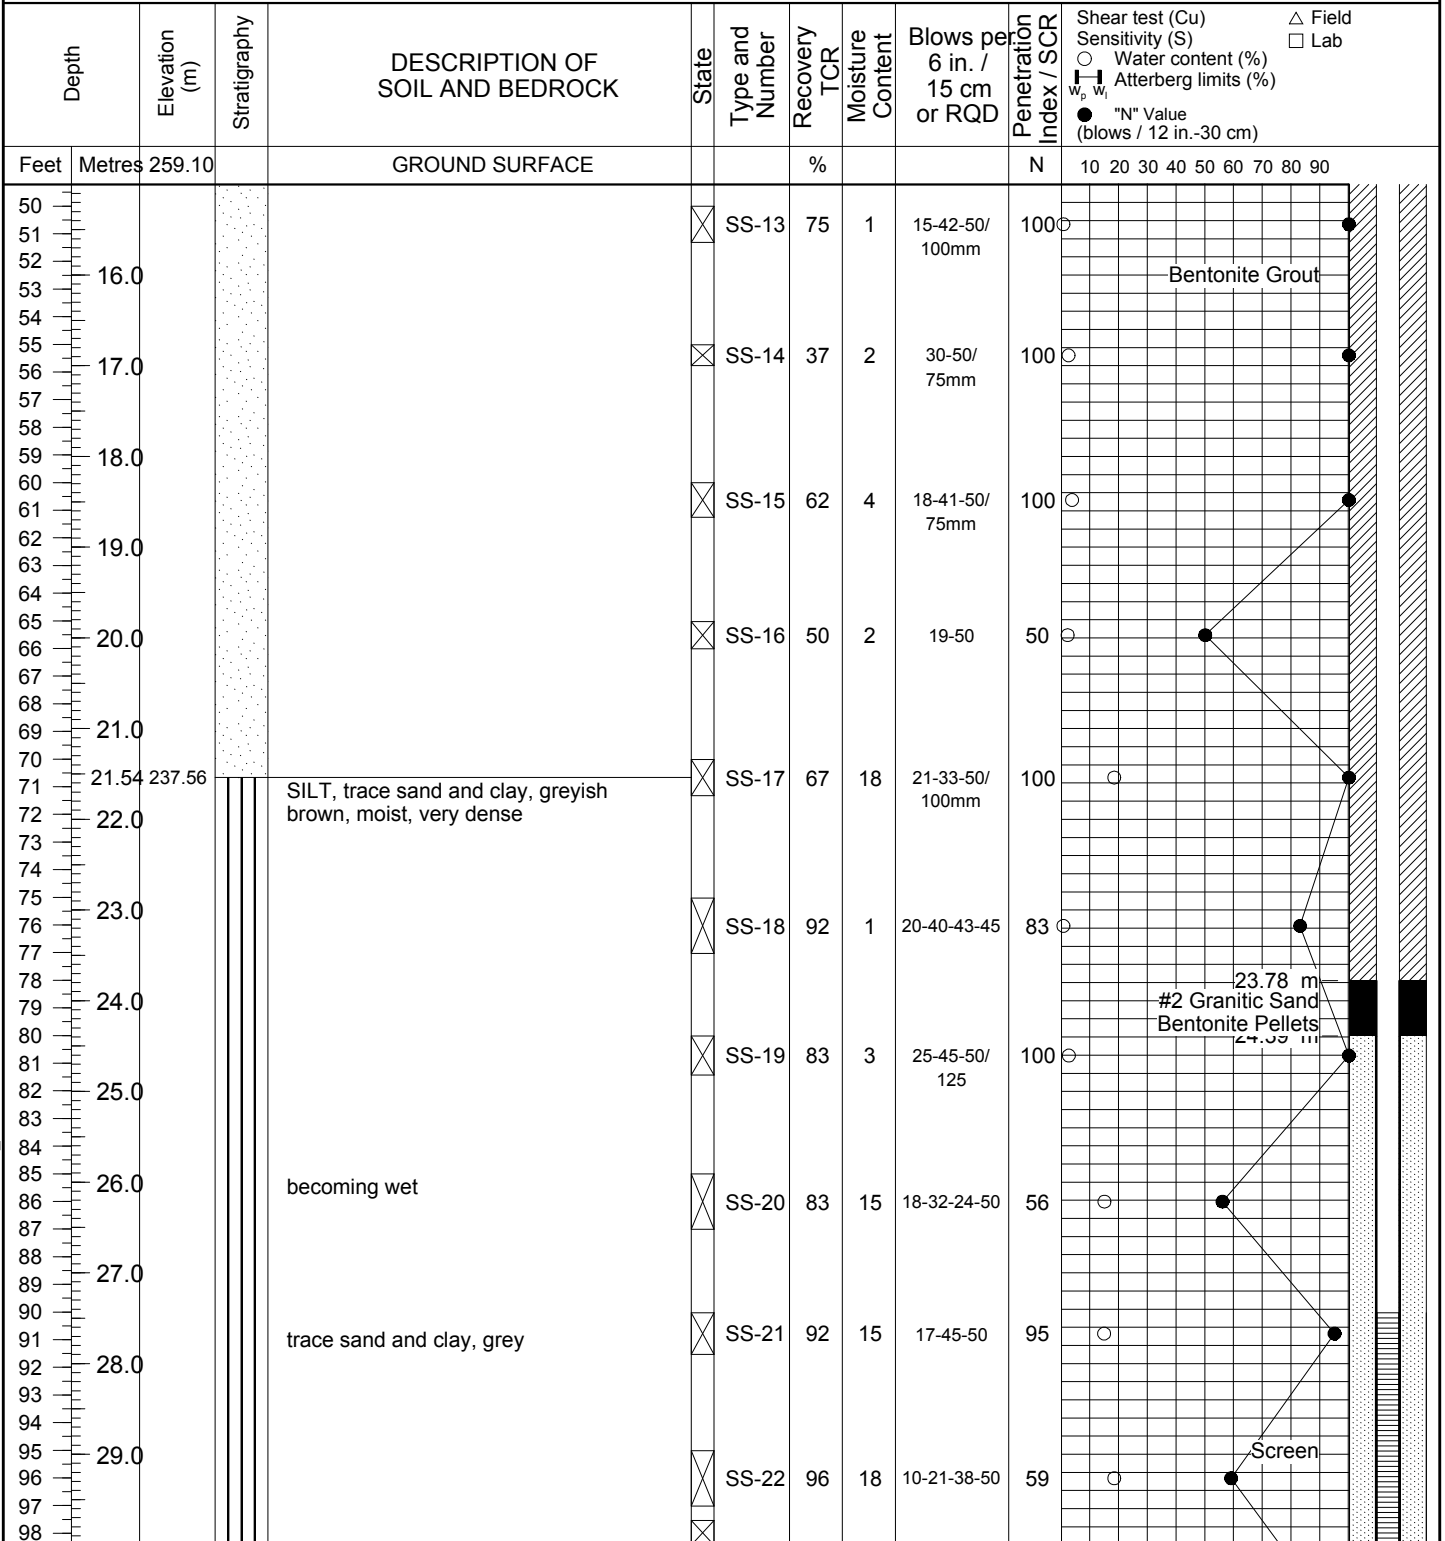 Depth
Elevation (m)
Stratigraphy
DESCRIPTION OF
SOIL AND BEDROCK
State
Type and Number
Recovery TCR
Moisture Content
Blows per
6 in. /
15 cm
or RQD
Penetration Index / SCR
Shear test (Cu) △ Field
Sensitivity (S) □ Lab
○ Water content (%)
Wp Wl Atterberg limits (%)
● "N" Value
(blows / 12 in.-30 cm)
Feet Metres 259.10 GROUND SURFACE % N 10 20 30 40 50 60 70 80 90
50
SS-13 75 1 15-42-50/ 100
51
100mm
52
16.0 Bentonite Grout
53
54
55
SS-14 37 2 30-50/ 100
17.0
56
75mm
57
58
59
18.0
60
SS-15 62 4 18-41-50/ 100
61
75mm
62
19.0
63
64
65
SS-16 50 2 19-50 50
20.0
66
67
68
69
21.0
70
21.54 237.56 SS-17 67 18 21-33-50/ 100
71
SILT, trace sand and clay, greyish
100mm
72
brown, moist, very dense
22.0
73
74
75
23.0
76 SS-18 92 1 20-40-43-45 83
77
78 23.78 m
79
24.0 #2 Granitic Sand
Bentonite Pellets
80 24.39 m
81 SS-19 83 3 25-45-50/ 100
125
82
25.0
83
84
85
26.0 becoming wet
86 SS-20 83 15 18-32-24-50 56
87
88
27.0
89
90
91 trace sand and clay, grey SS-21 92 15 17-45-50 95
92
28.0
93
94
95
29.0 Screen
96 SS-22 96 18 10-21-38-50 59
97
98